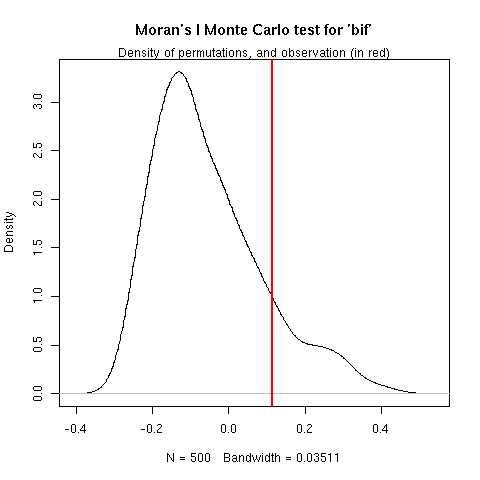 Moran's I Monte Carlo test for 'bif'
Density of permutations, and observation (in red)
Density
3.0
2.5
2.0
1.5
1.0
0.5
0.0
-0.4 -0.2 0.0 0.2 0.4
N = 500 Bandwidth = 0.03511